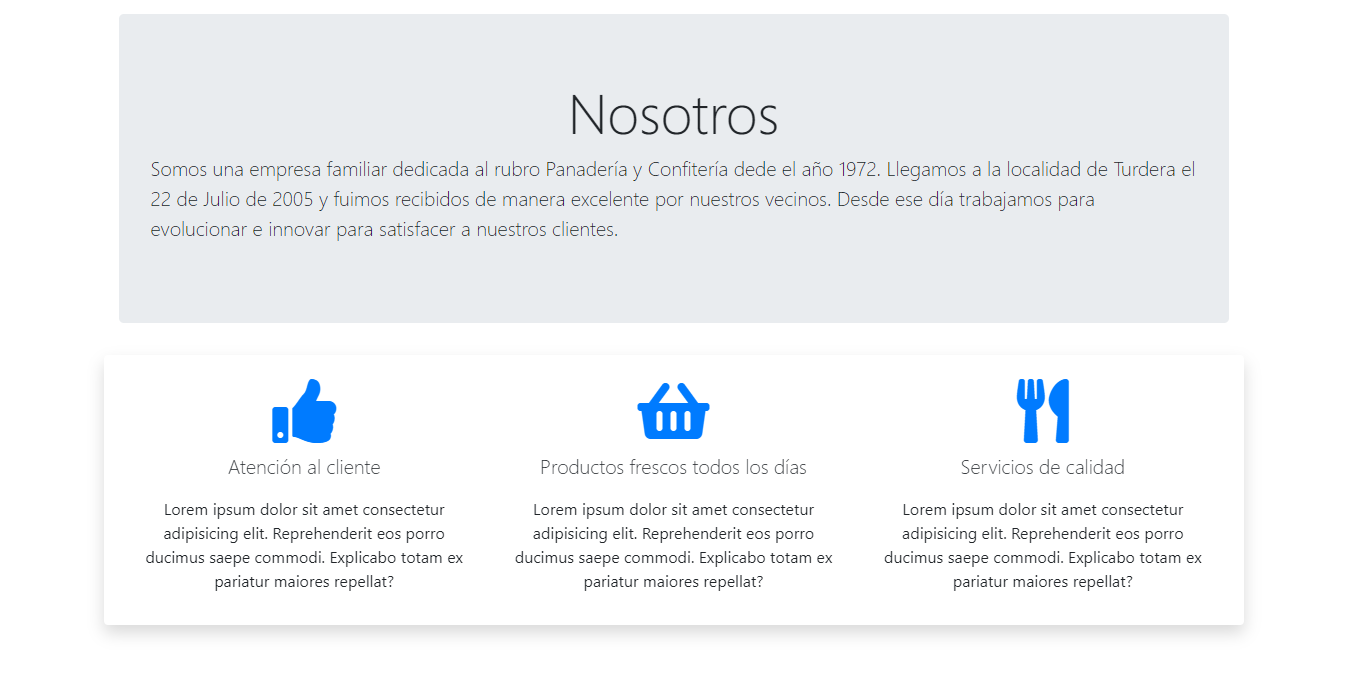 Nosotros
Somos una empresa familiar dedicada al rubro Panadería y Confitería dede el año 1972. Llegamos a la localidad de Turdera el
22 de Julio de 2005 y fuimos recibidos de manera excelente por nuestros vecinos. Desde ese día trabajamos para
evolucionar e innovar para satisfacer a nuestros clientes.
Atención al cliente
Lorem ipsum dolor sit amet consectetur
adipisicing elit. Reprehenderit eos porro
ducimus saepe commodi. Explicabo totam ex
pariatur maiores repellat?
Productos frescos todos los días
Lorem ipsum dolor sit amet consectetur
adipisicing elit. Reprehenderit eos porro
ducimus saepe commodi. Explicabo totam ex
pariatur maiores repellat?
Servicios de calidad
Lorem ipsum dolor sit amet consectetur
adipisicing elit. Reprehenderit eos porro
ducimus saepe commodi. Explicabo totam ex
pariatur maiores repellat?